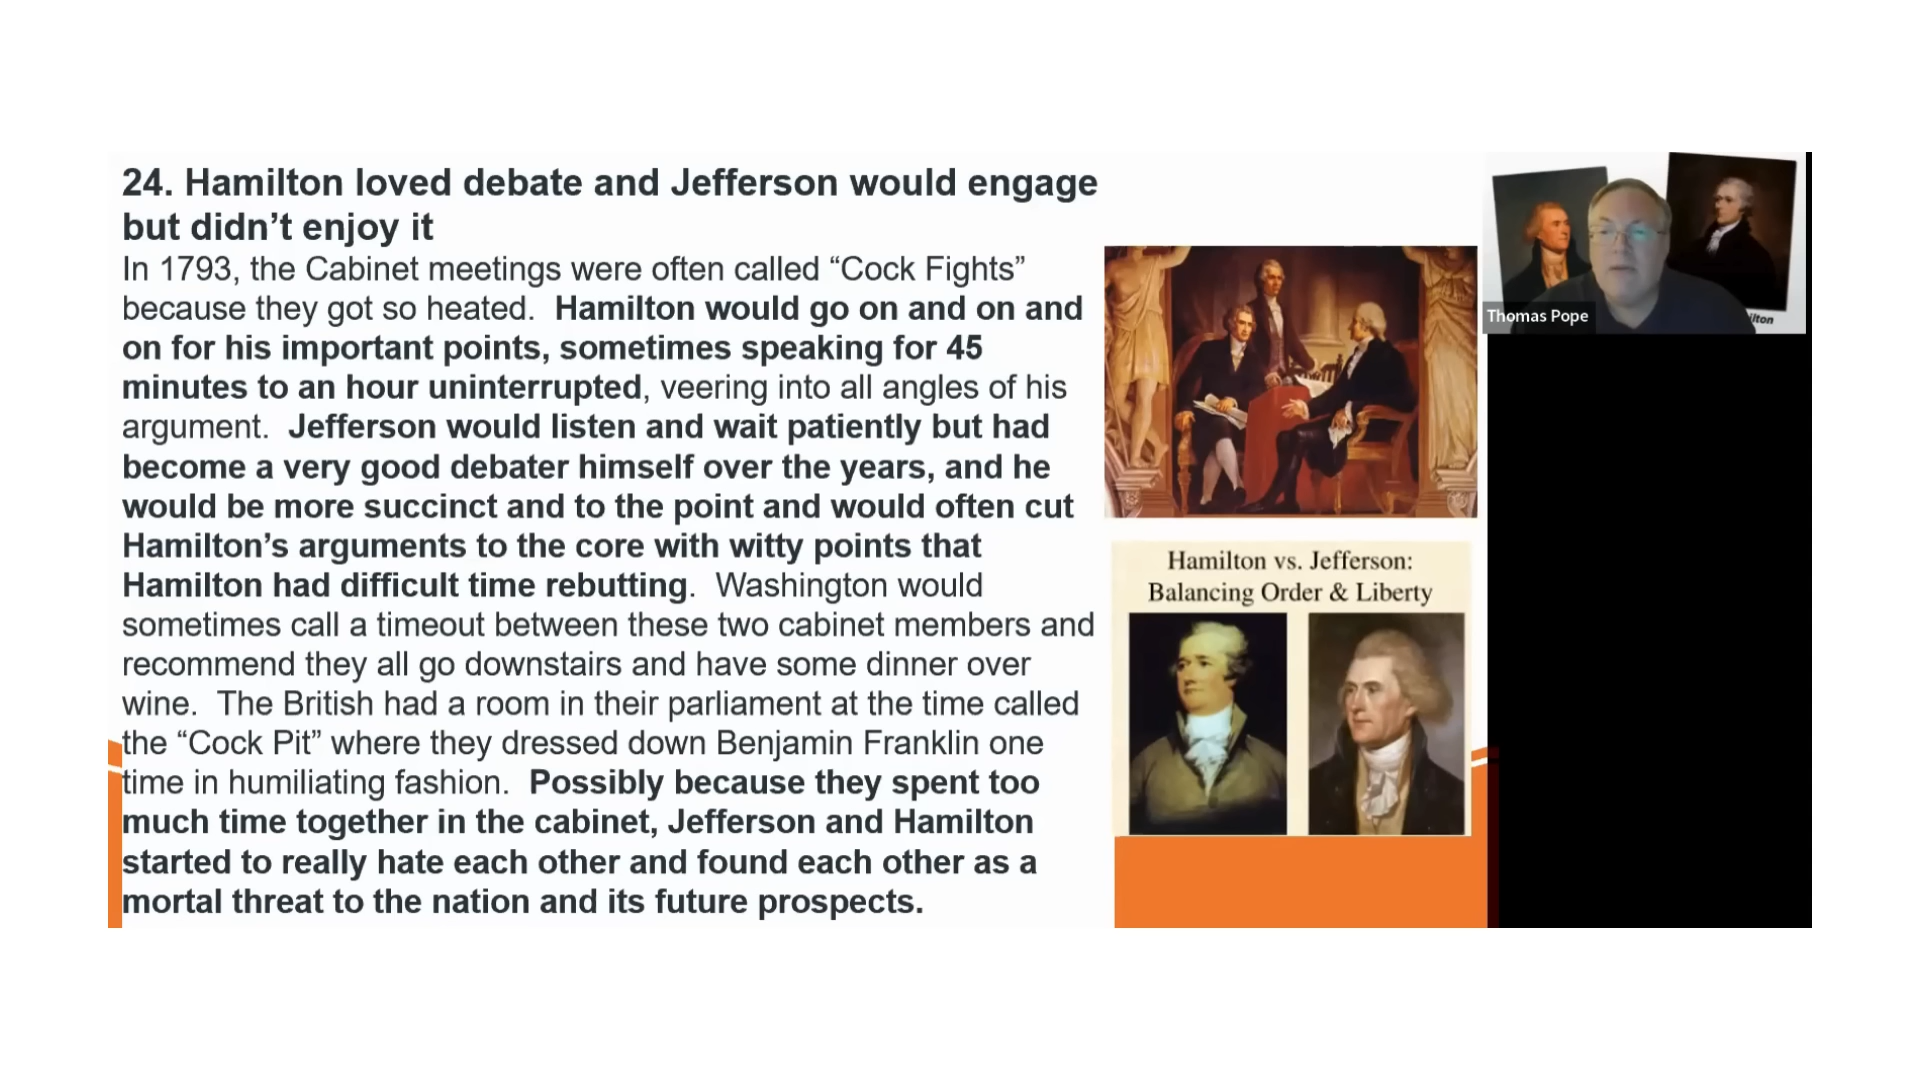 24. Hamilton loved debate and Jefferson would engage
but didn’t enjoy it
In 1793, the Cabinet meetings were often called “Cock Fights”
because they got so heated.  Hamilton would go on and on and
on for his important points, sometimes speaking for 45
minutes to an hour uninterrupted, veering into all angles of his
argument.  Jefferson would listen and wait patiently but had
become a very good debater himself over the years, and he
would be more succinct and to the point and would often cut
Hamilton’s arguments to the core with witty points that
Hamilton had difficult time rebutting.  Washington would
sometimes call a timeout between these two cabinet members and
recommend they all go downstairs and have some dinner over
wine.  The British had a room in their parliament at the time called
the “Cock Pit” where they dressed down Benjamin Franklin one
time in humiliating fashion.  Possibly because they spent too
much time together in the cabinet, Jefferson and Hamilton
started to really hate each other and found each other as a
mortal threat to the nation and its future prospects.
Hamilton vs. Jefferson:
Balancing Order & Liberty
Thomas Pope